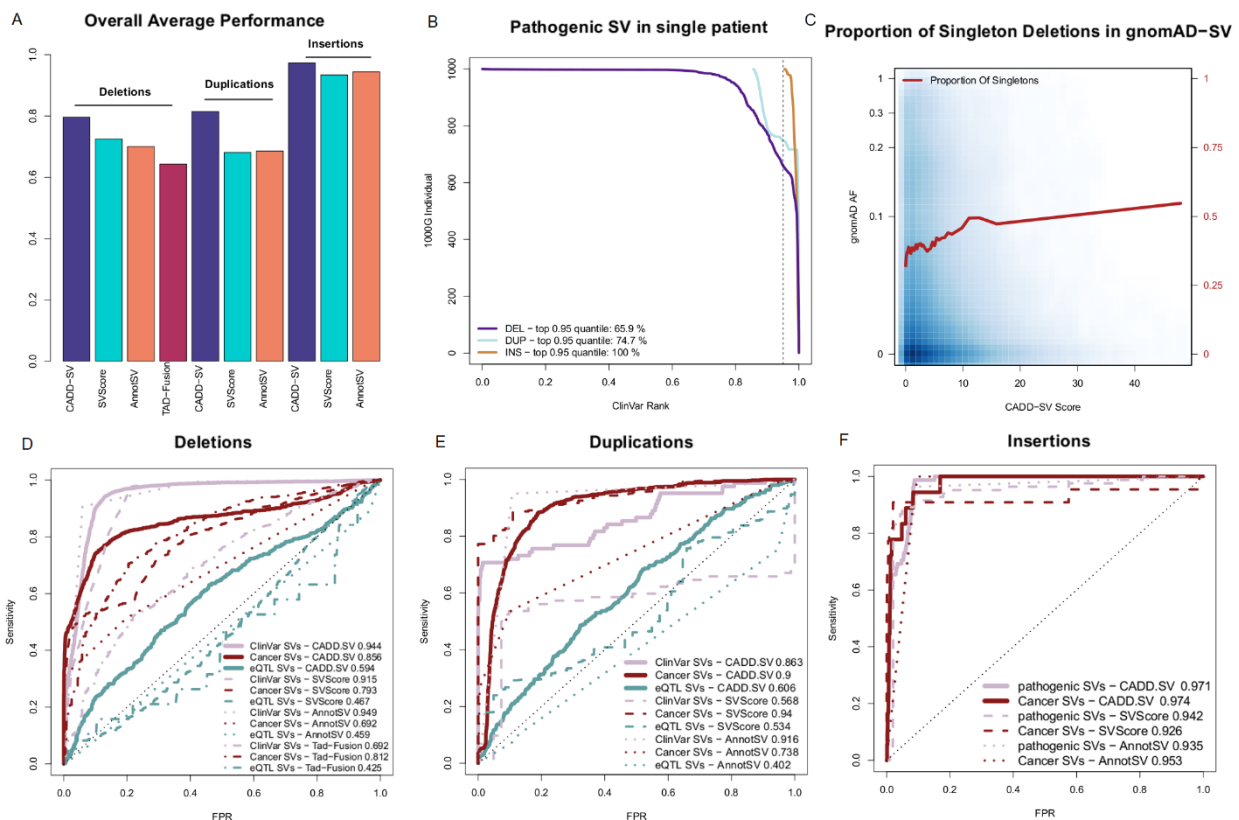 A
Overall Average Performance
1.0
0.8
0.6
0.4
0.2
0.0
Deletions
Duplications
Insertions
CADD-SV
SVScore
AnnotSV
TAD-Fusion
CADD-SV
SVScore
AnnotSV
CADD-SV
SVScore
AnnotSV
B
Pathogenic SV in single patient
1000G Individual
1000
800
600
400
200
0
DEL - top 0.95 quantile: 65.9 %
DUP - top 0.95 quantile: 74.7 %
INS - top 0.95 quantile: 100 %
0.0 0.2 0.4 0.6 0.8 1.0
ClinVar Rank
C
Proportion of Singleton Deletions in gnomAD-SV
Proportion Of Singletons
gnomAD AF
1
0.3
0.2
0.1
0
1
0.75
0.5
0.25
0
0 10 20 30 40
CADD-SV Score
D
Deletions
Sensitivity
1.0
0.8
0.6
0.4
0.2
0.0
ClinVar SVs - CADD.SV 0.944
Cancer SVs - CADD.SV 0.856
eQTL SVs - CADD.SV 0.594
ClinVar SVs - SVScore 0.915
Cancer SVs - SVScore 0.793
eQTL SVs - SVScore 0.467
ClinVar SVs - AnnotSV 0.949
Cancer SVs - AnnotSV 0.692
eQTL SVs - AnnotSV 0.459
ClinVar SVs - Tad-Fusion 0.692
Cancer SVs - Tad-Fusion 0.812
eQTL SVs - Tad-Fusion 0.425
0.0 0.2 0.4 0.6 0.8 1.0
FPR
E
Duplications
Sensitivity
1.0
0.8
0.6
0.4
0.2
0.0
ClinVar SVs - CADD.SV 0.863
Cancer SVs - CADD.SV 0.9
eQTL SVs - CADD.SV 0.606
ClinVar SVs - SVScore 0.568
Cancer SVs - SVScore 0.94
eQTL SVs - SVScore 0.534
ClinVar SVs - AnnotSV 0.916
Cancer SVs - AnnotSV 0.738
eQTL SVs - AnnotSV 0.402
0.0 0.2 0.4 0.6 0.8 1.0
FPR
F
Insertions
Sensitivity
1.0
0.8
0.6
0.4
0.2
0.0
pathogenic SVs - CADD.SV 0.971
Cancer SVs - CADD.SV 0.974
pathogenic SVs - SVScore 0.942
Cancer SVs - SVScore 0.926
pathogenic SVs - AnnotSV 0.935
Cancer SVs - AnnotSV 0.953
0.0 0.2 0.4 0.6 0.8 1.0
FPR